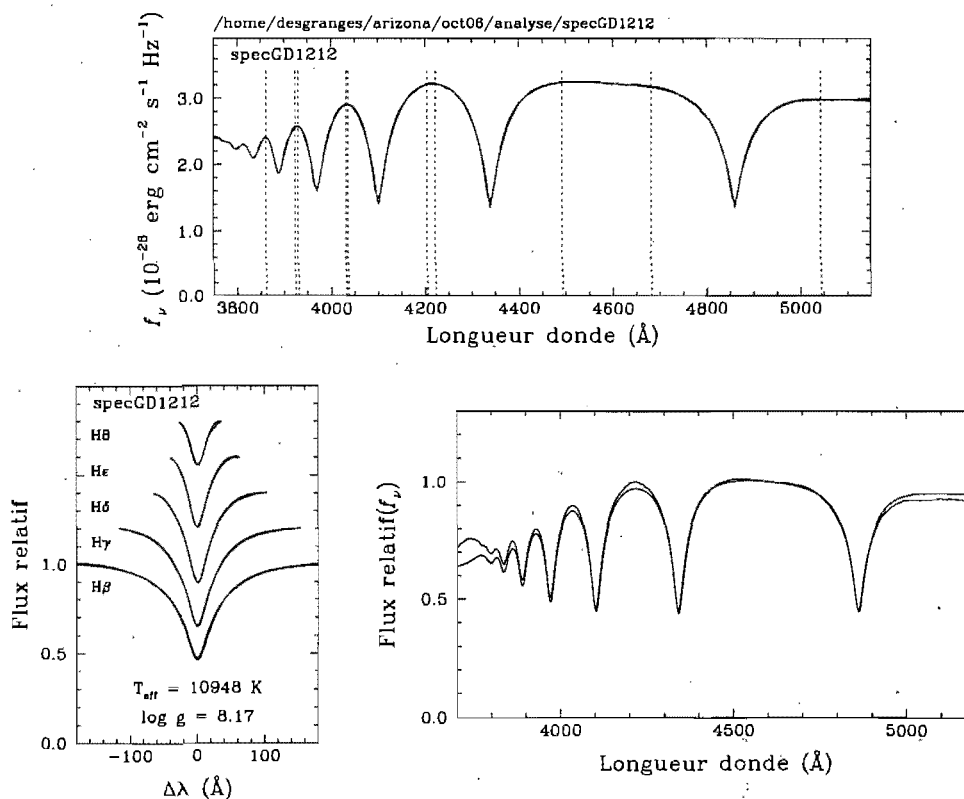 /home/desgranges/arizona/oct06/analyse/specGD1212
specGD1212
f_ν (10⁻²⁶ erg cm⁻² s⁻¹ Hz⁻¹)
3.0
2.0
1.0
0.0
3800 4000 4200 4400 4600 4800 5000
Longueur donde (Å)
specGD1212
H8
Hε
Hδ
Hγ
Hβ
Flux relatif
1.0
0.5
0.0
T_eff = 10948 K
log g = 8.17
−100 0 100
Δλ (Å)
Flux relatif(f_ν)
1.0
0.5
0.0
4000 4500 5000
Longueur donde (Å)